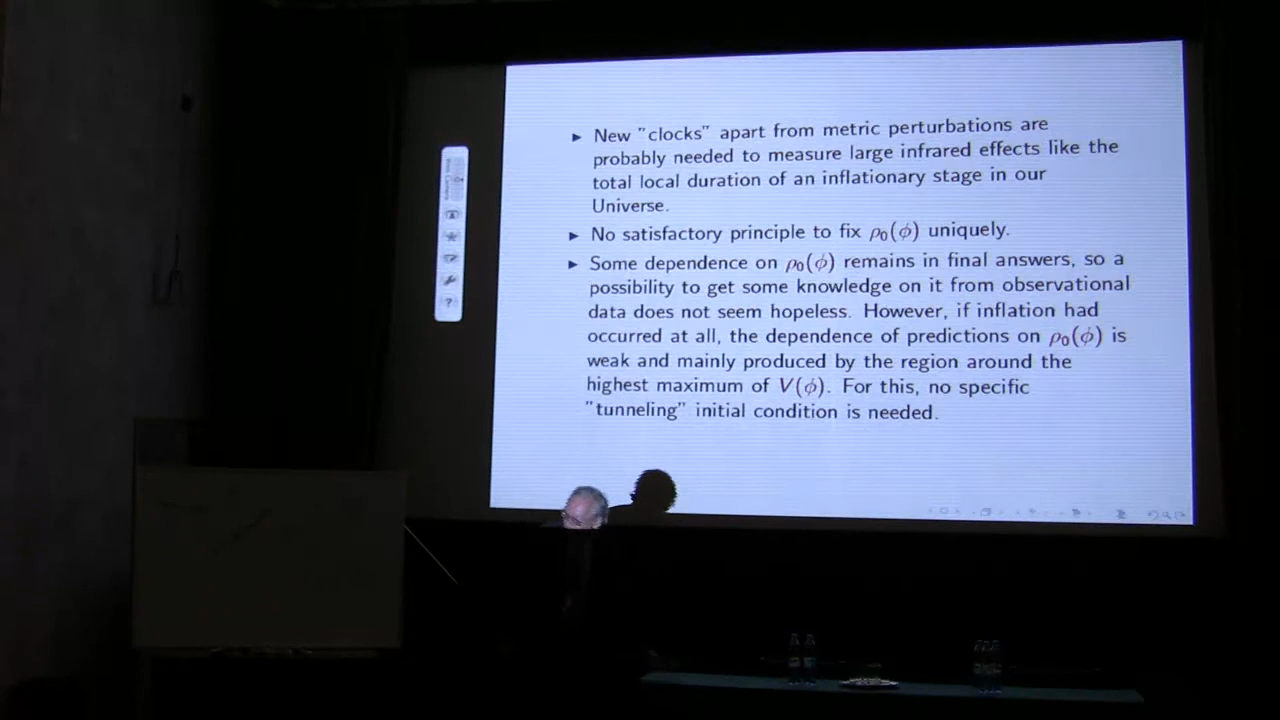 ► New "clocks" apart from metric perturbations are
probably needed to measure large infrared effects like the
total local duration of an inflationary stage in our
Universe.
► No satisfactory principle to fix ρ₀(ϕ) uniquely.
► Some dependence on ρ₀(ϕ) remains in final answers, so a
possibility to get some knowledge on it from observational
data does not seem hopeless. However, if inflation had
occurred at all, the dependence of predictions on ρ₀(ϕ) is
weak and mainly produced by the region around the
highest maximum of V(ϕ). For this, no specific
"tunneling" initial condition is needed.
?